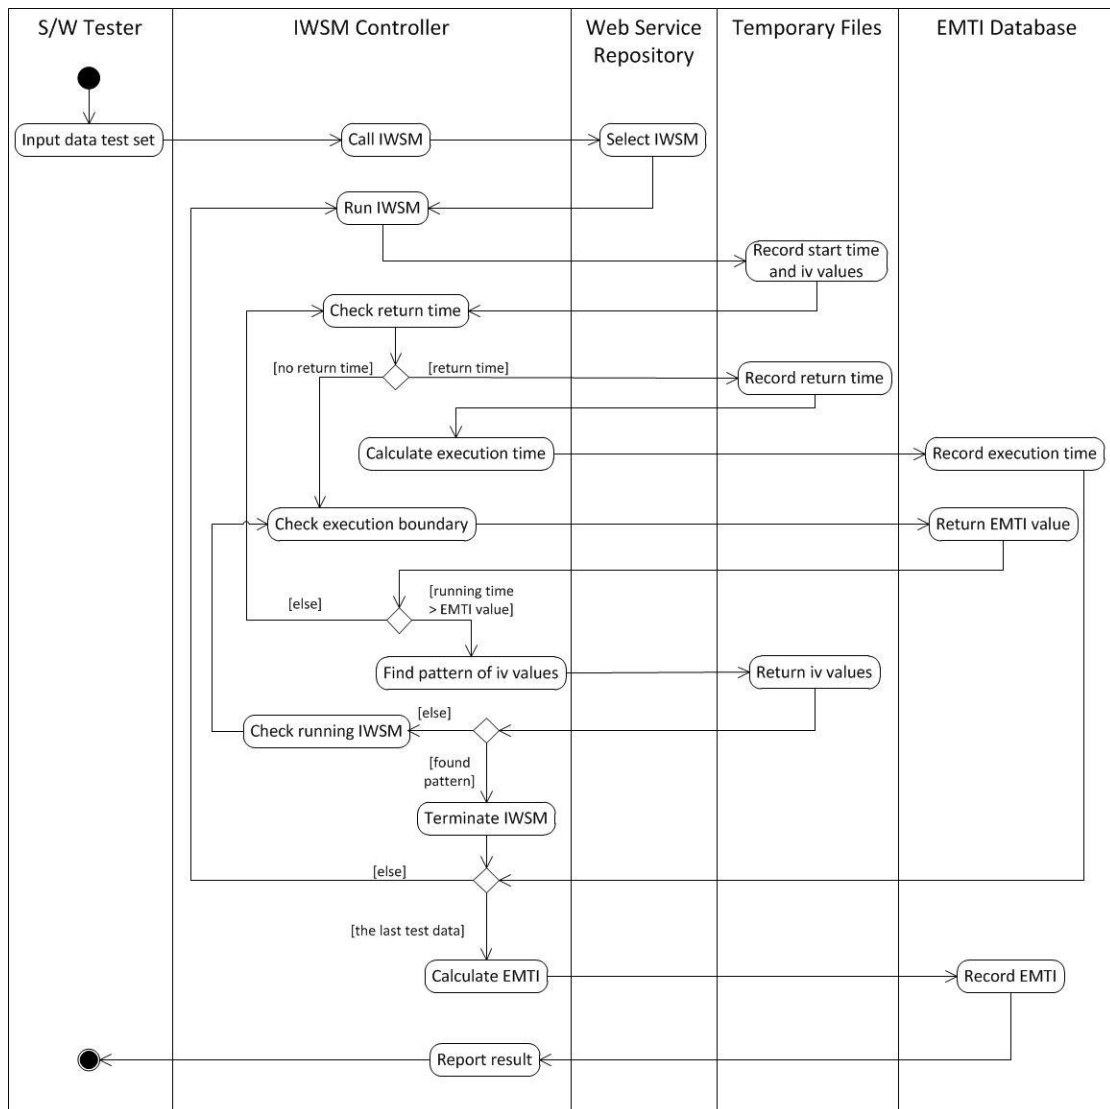 S/W Tester
IWSM Controller
Web Service
Repository
Temporary Files
EMTI Database
Input data test set
Call IWSM
Select IWSM
Run IWSM
Record start time
and iv values
Check return time
[no return time]
[return time]
Record return time
Calculate execution time
Record execution time
Check execution boundary
Return EMTI value
[running time
> EMTI value]
[else]
Find pattern of iv values
Return iv values
[else]
Check running IWSM
[found
pattern]
Terminate IWSM
[else]
[the last test data]
Calculate EMTI
Record EMTI
Report result